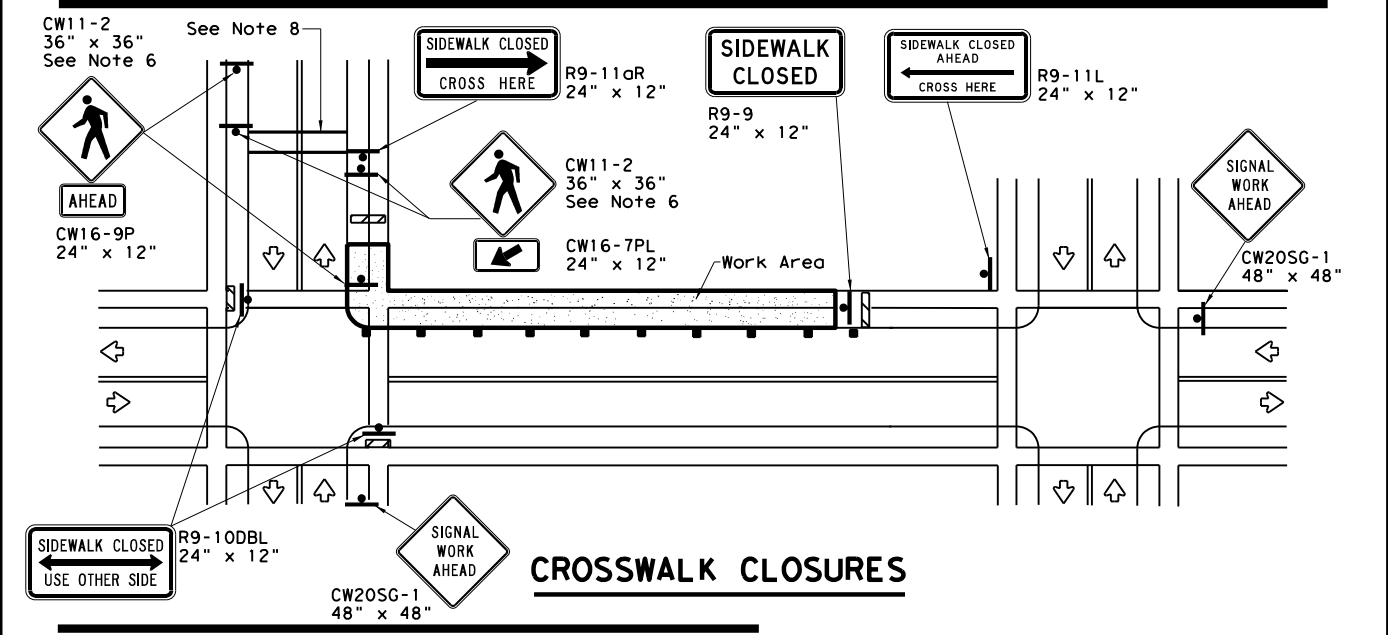 CW11-2
36" x 36"
See Note 6
AHEAD
CW16-9P
24" x 12"
See Note 8
SIDEWALK CLOSED
CROSS HERE
R9-11aR
24" x 12"
CW11-2
36" x 36"
See Note 6
CW16-7PL
24" x 12"
SIDEWALK
CLOSED
R9-9
24" x 12"
SIDEWALK CLOSED
AHEAD
CROSS HERE
R9-11L
24" x 12"
SIGNAL
WORK
AHEAD
CW20SG-1
48" x 48"
Work Area
SIDEWALK CLOSED
USE OTHER SIDE
R9-10DBL
24" x 12"
SIGNAL
WORK
AHEAD
CW20SG-1
48" x 48"
CROSSWALK CLOSURES